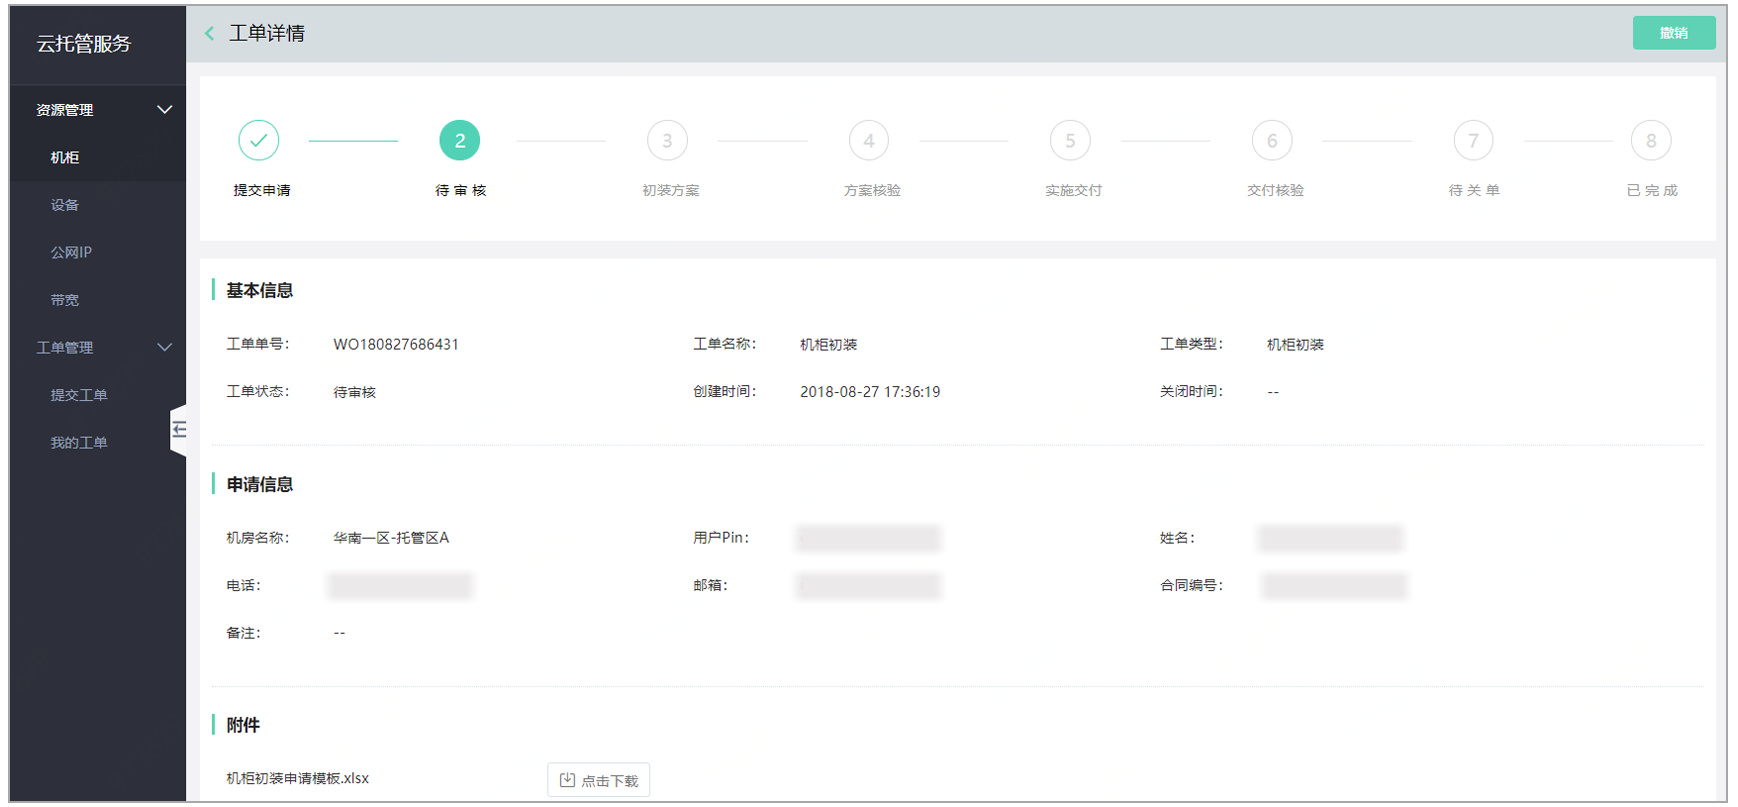 云托管服务
资源管理
机柜
设备
公网IP
带宽
工单管理
提交工单
我的工单
工单详情
撤销
2 3 4 5 6 7 8
提交申请 待审核 初装方案 方案核验 实施交付 交付核验 待关单 已完成
基本信息
工单单号： WO180827686431 工单名称： 机柜初装 工单类型： 机柜初装
工单状态： 待审核 创建时间： 2018-08-27 17:36:19 关闭时间： --
申请信息
机房名称： 华南一区-托管区A 用户Pin： 姓名：
电话： 邮箱： 合同编号：
备注： --
附件
机柜初装申请模板.xlsx 点击下载